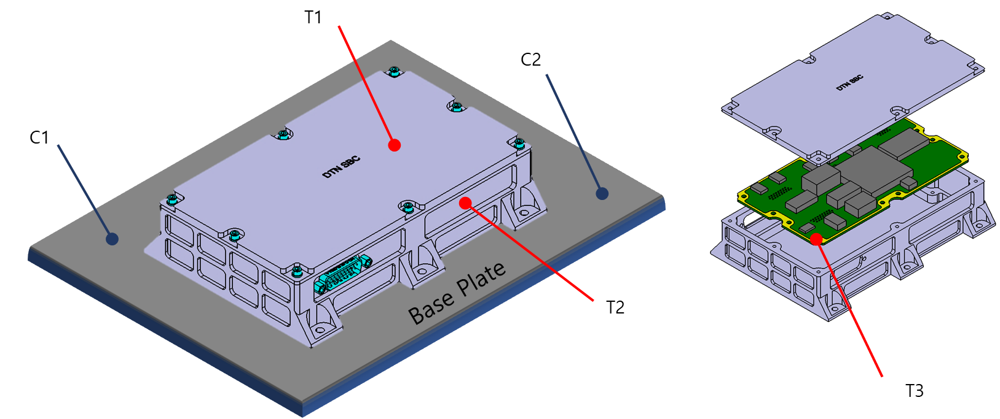 T1
C2
C1
DTN SBC
DTN SBC
Base Plate
T2
T3